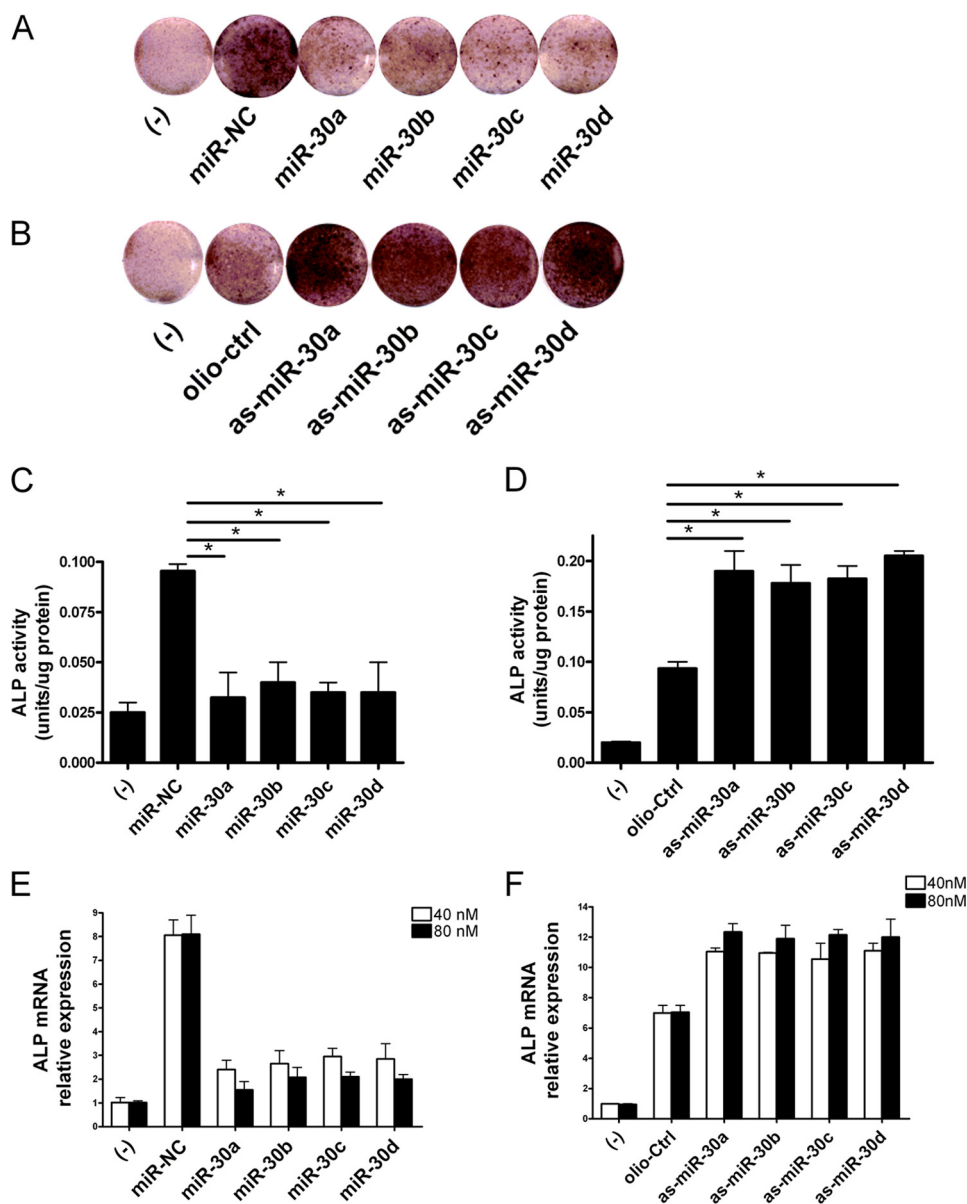 A
(-)
miR-NC
miR-30a
miR-30b
miR-30c
miR-30d
B
(-)
olio-ctrl
as-miR-30a
as-miR-30b
as-miR-30c
as-miR-30d
C
*
*
*
*
ALP activity
(units/ug protein)
0.100
0.075
0.050
0.025
0.000
(-)
miR-NC
miR-30a
miR-30b
miR-30c
miR-30d
D
*
*
*
*
ALP activity
(units/ug protein)
0.20
0.15
0.10
0.05
0.00
(-)
olio-Ctrl
as-miR-30a
as-miR-30b
as-miR-30c
as-miR-30d
E
40 nM
80 nM
ALP mRNA
relative expression
9
8
7
6
5
4
3
2
1
(-)
miR-NC
miR-30a
miR-30b
miR-30c
miR-30d
F
40nM
80nM
ALP mRNA
relative expression
14
12
10
8
6
4
2
0
(-)
olio-Ctrl
as-miR-30a
as-miR-30b
as-miR-30c
as-miR-30d